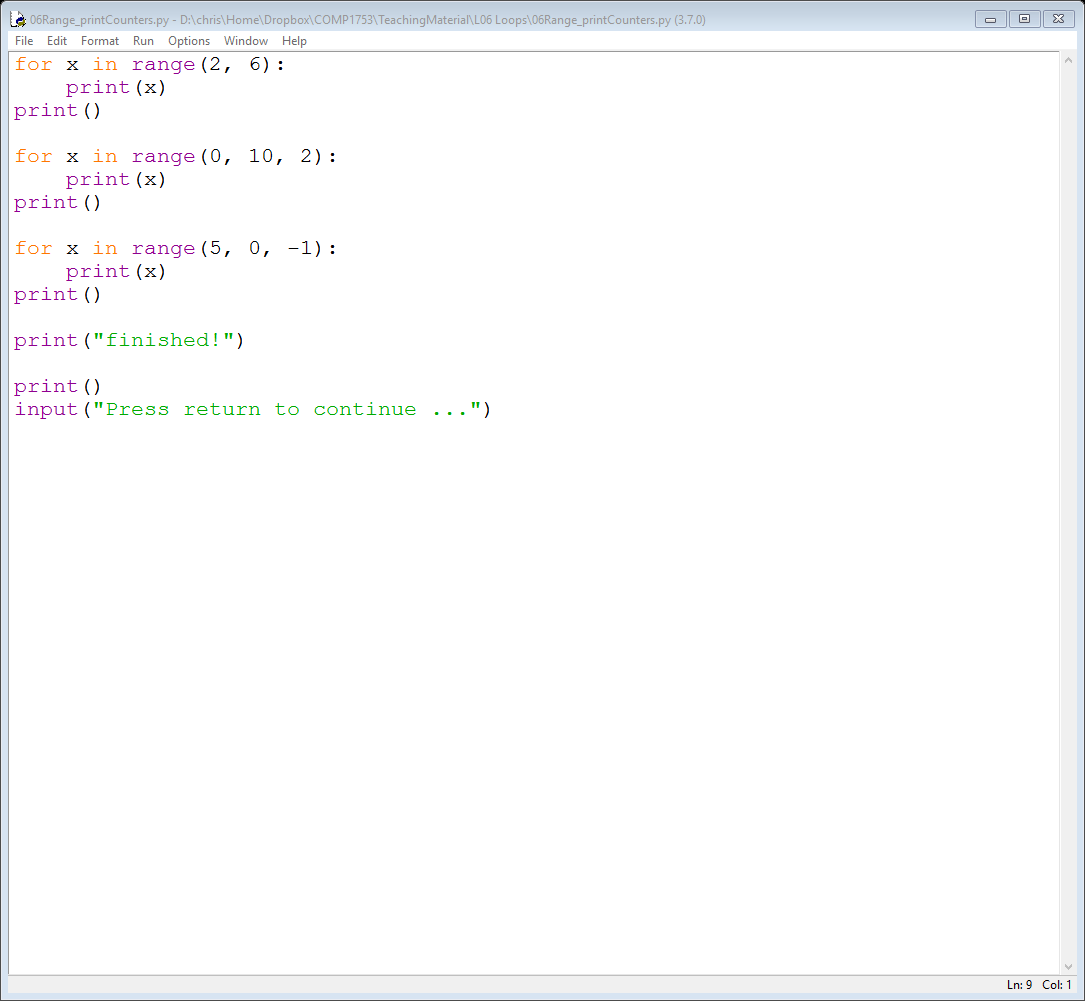 06Range_printCounters.py - D:\chris\Home\Dropbox\COMP1753\TeachingMaterial\L06 Loops\06Range_printCounters.py (3.7.0)
File Edit Format Run Options Window Help
for x in range(2, 6):
    print(x)
print()

for x in range(0, 10, 2):
    print(x)
print()

for x in range(5, 0, -1):
    print(x)
print()

print("finished!")

print()
input("Press return to continue ...")
Ln: 9 Col: 1